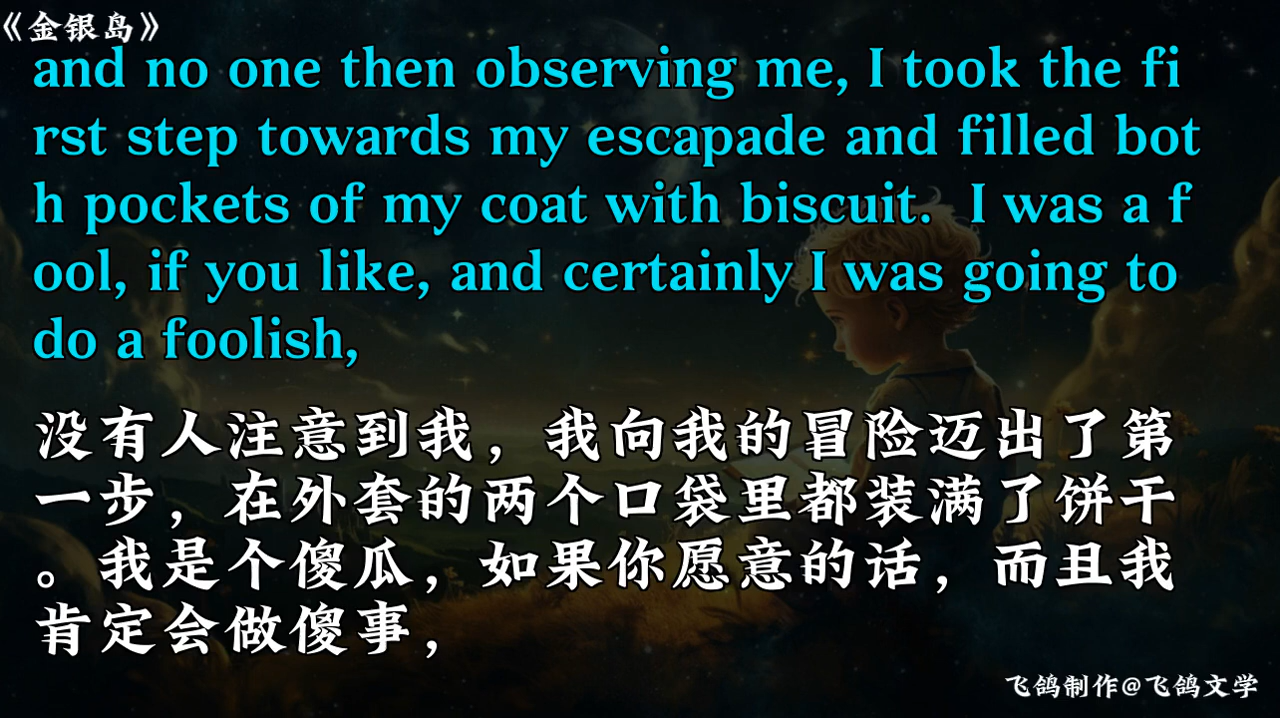 《金银岛》
and no one then observing me, I took the fi
rst step towards my escapade and filled bot
h pockets of my coat with biscuit.  I was a f
ool, if you like, and certainly I was going to
do a foolish,
没有人注意到我，我向我的冒险迈出了第
一步，在外套的两个口袋里都装满了饼干
。我是个傻瓜，如果你愿意的话，而且我
肯定会做傻事，
飞鸽制作@飞鸽文学